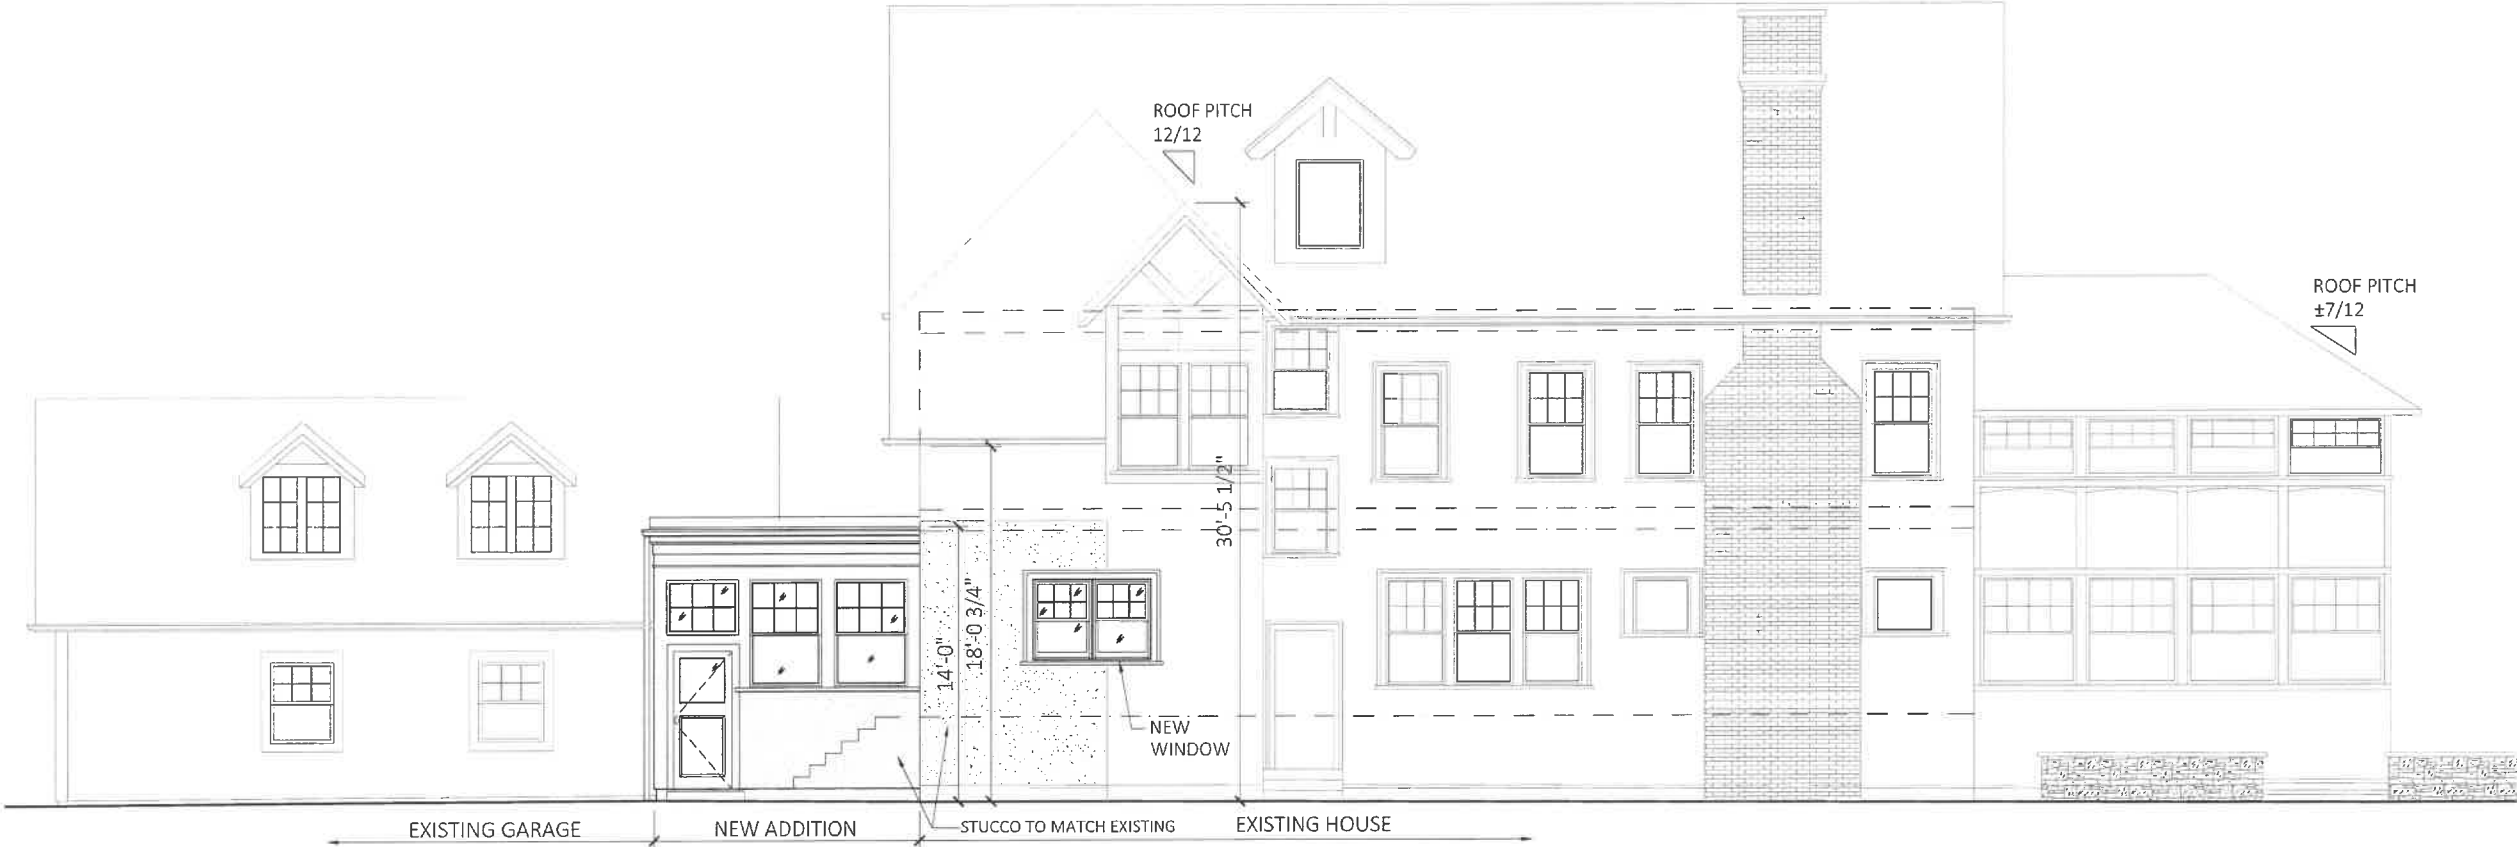 ROOF PITCH
12/12
ROOF PITCH
±7/12
30'-5 1/2"
18'-0 3/4"
14'-0"
NEW
WINDOW
EXISTING GARAGE
NEW ADDITION
STUCCO TO MATCH EXISTING
EXISTING HOUSE